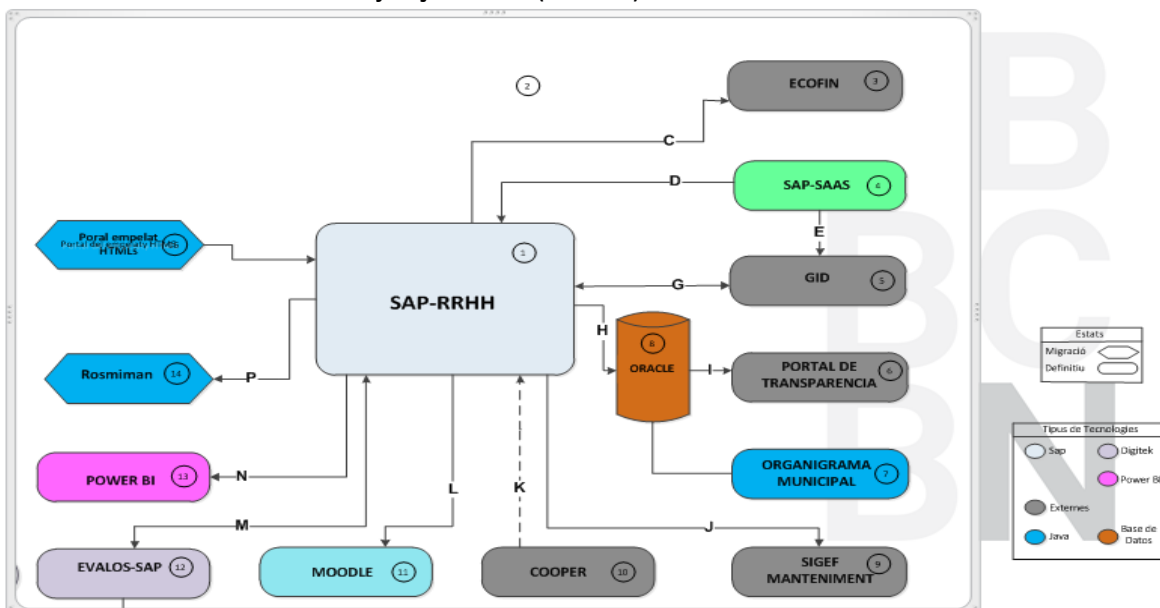 2
ECOFIN 3
C
D
SAP-SAAS 4
E
Poral empelat
HTMLs
1
GID 5
G
SAP-RRHH
H
8
ORACLE
I
PORTAL DE
TRANSPARENCIA 6
Rosmiman 14
P
Estats
Migració
Definitiu
POWER BI 13
N
L
K
ORGANIGRAMA
MUNICIPAL 7
Tipus de Tecnologies
Sap
Digitek
Power BI
Externes
Java
Base de
Datos
M
J
EVALOS-SAP 12
MOODLE 11
COOPER 10
SIGEF
MANTENIMENT 9
B
BC
BN